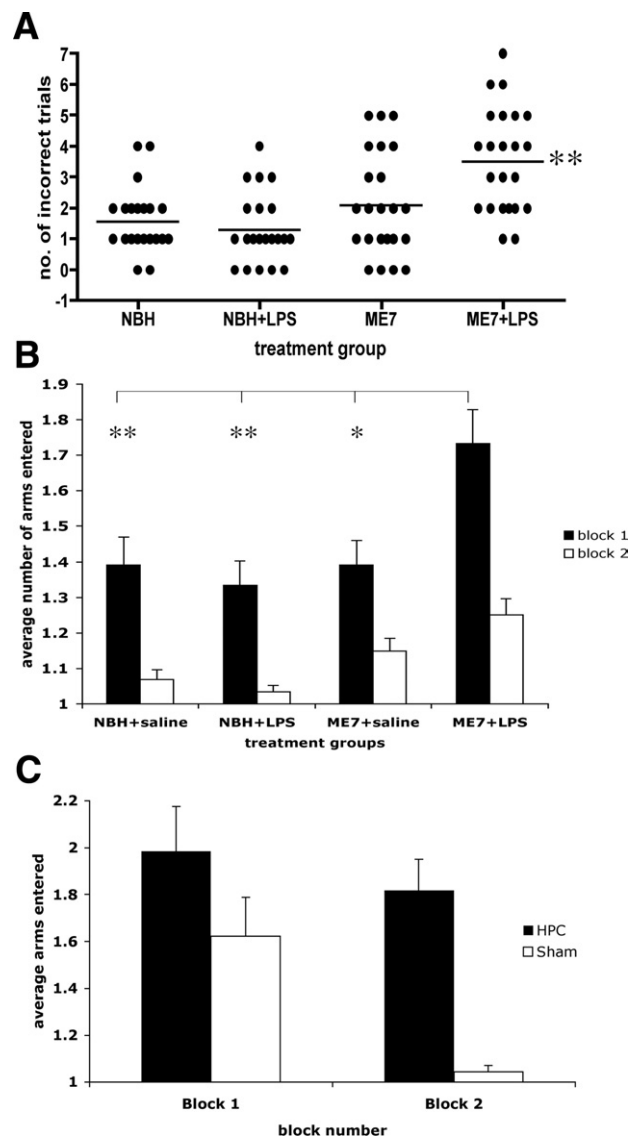 A
no. of incorrect trials
7
6
5
4
3
2
1
0
-1
NBH
NBH+LPS
ME7
ME7+LPS
**
treatment group
B
average number of arms entered
1.9
1.8
1.7
1.6
1.5
1.4
1.3
1.2
1.1
1
** ** *
block 1
block 2
NBH+saline
NBH+LPS
ME7+saline
ME7+LPS
treatment groups
C
average arms entered
2.2
2
1.8
1.6
1.4
1.2
1
HPC
Sham
Block 1
Block 2
block number